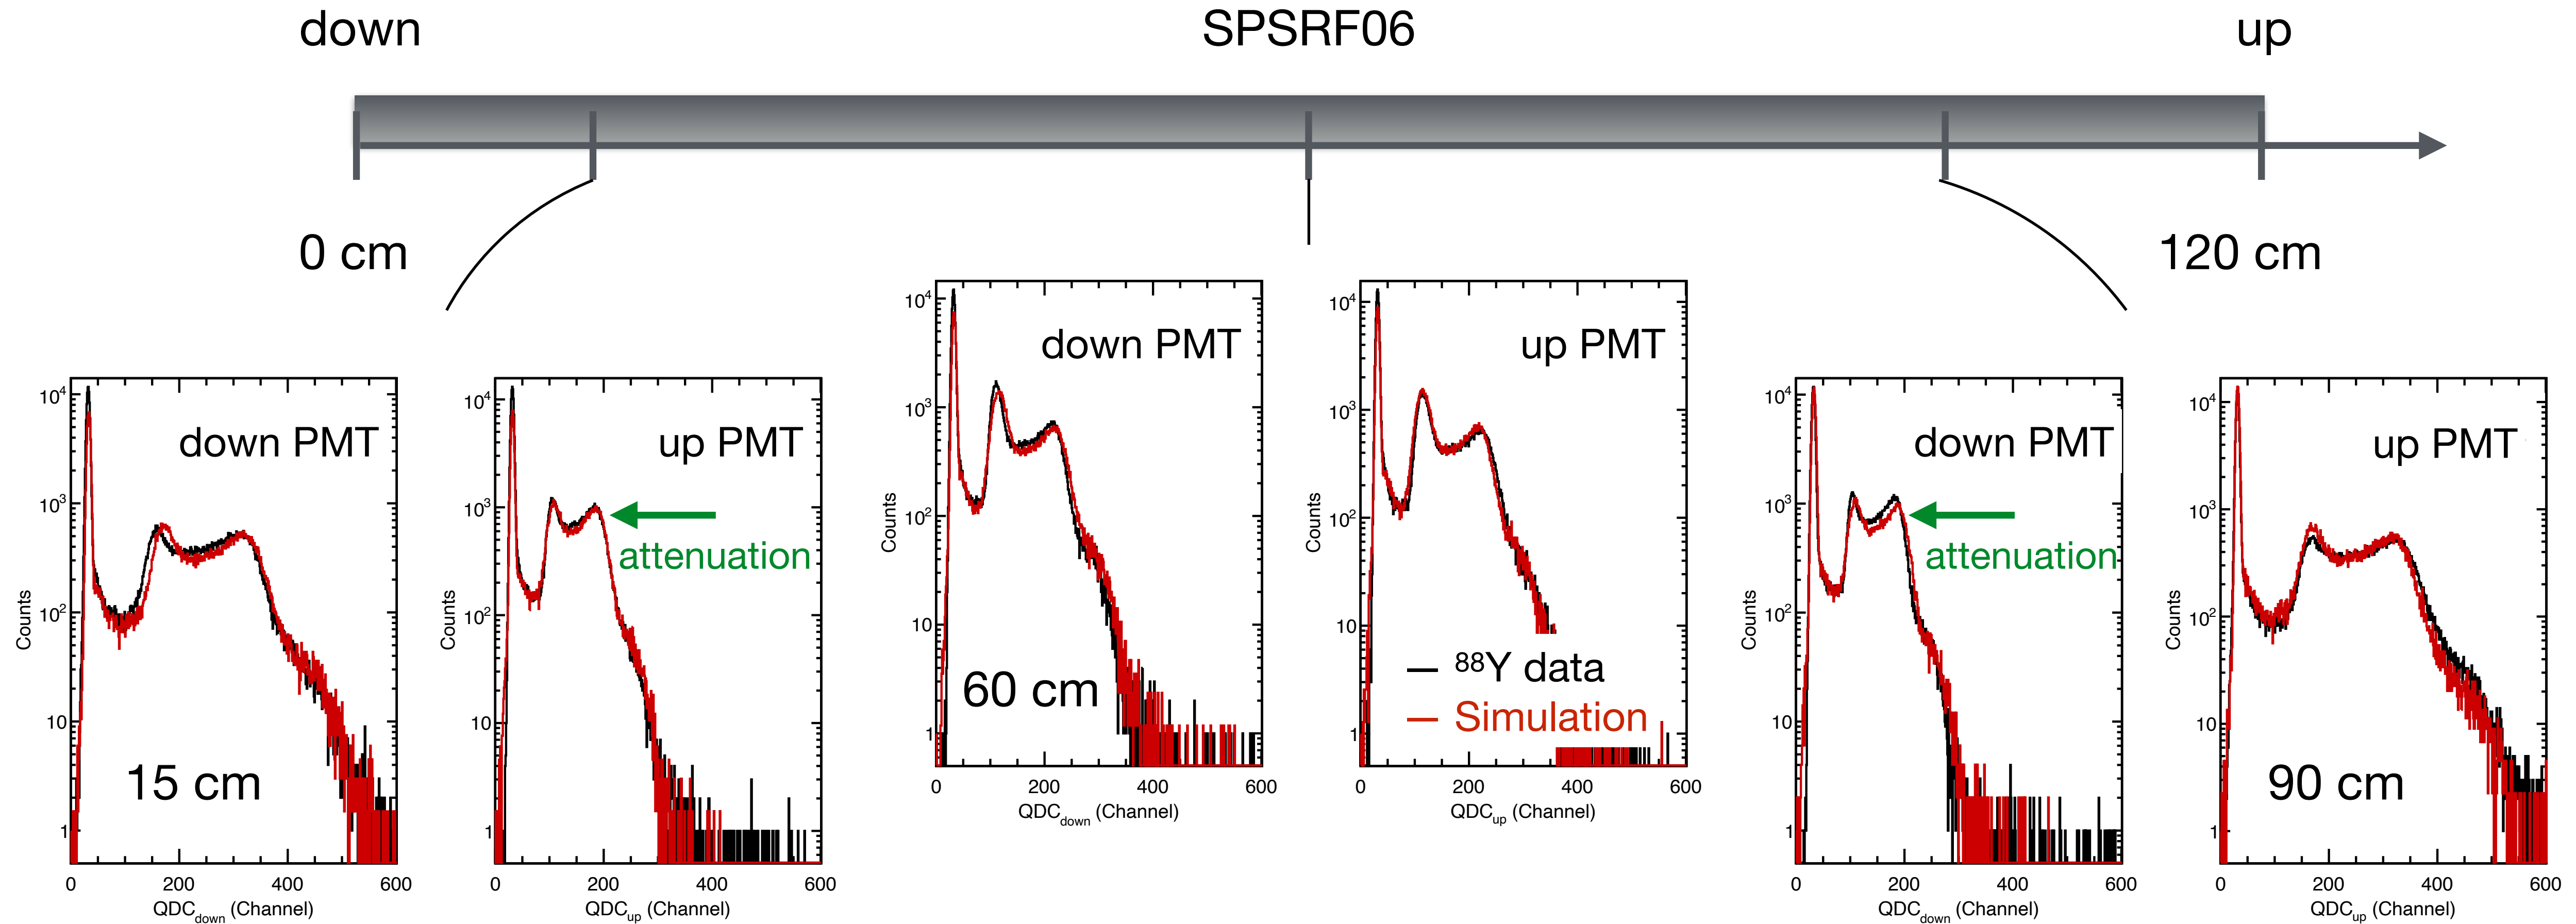 down
SPSRF06
up
0 cm
120 cm
10⁴
10³
10²
10
1
Counts
down PMT
15 cm
0 200 400 600
QDCdown (Channel)
10⁴
10³
10²
10
1
Counts
up PMT
attenuation
0 200 400 600
QDCup (Channel)
10⁴
10³
10²
10
1
Counts
down PMT
60 cm
0 200 400 600
QDCdown (Channel)
10⁴
10³
10²
10
1
Counts
up PMT
⁸⁸Y data
Simulation
0 200 400 600
QDCup (Channel)
10⁴
10³
10²
10
1
Counts
down PMT
attenuation
0 200 400 600
QDCdown (Channel)
10⁴
10³
10²
10
1
Counts
up PMT
90 cm
0 200 400 600
QDCup (Channel)